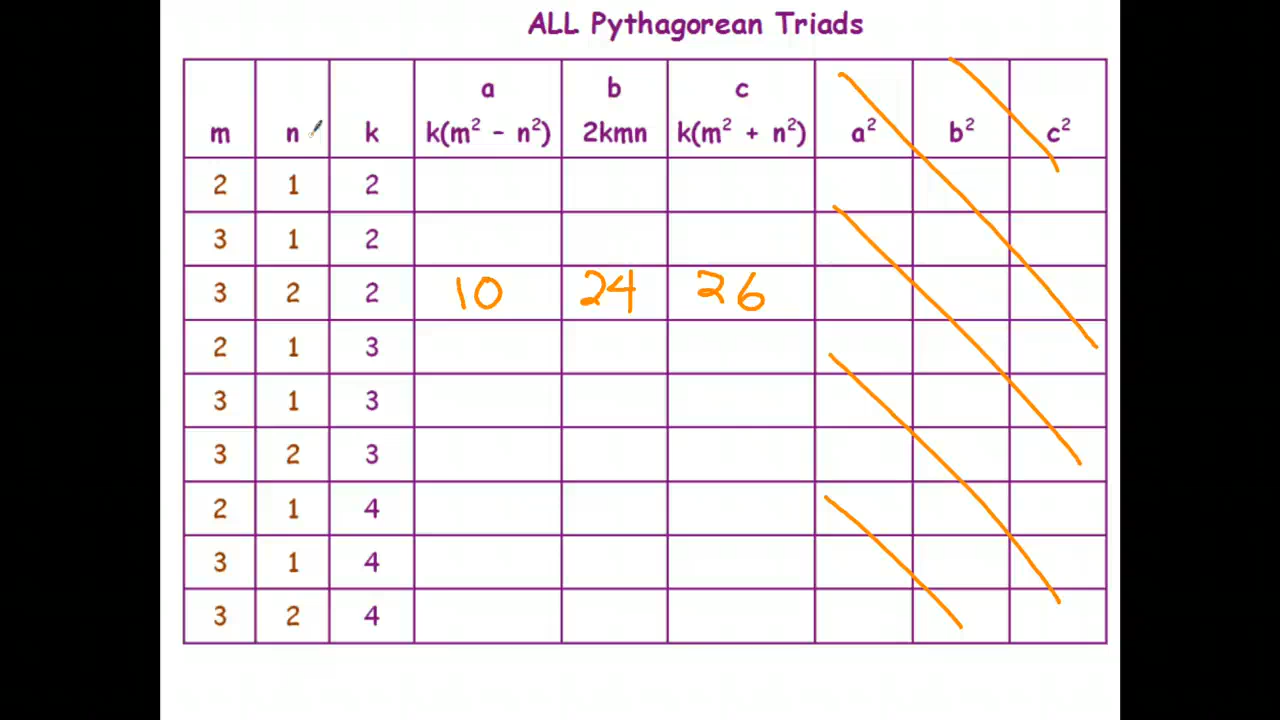 ALL Pythagorean Triads
m n k a k(m² - n²) b 2kmn c k(m² + n²) a² b² c²
2 1 2
3 1 2
3 2 2 10 24 26
2 1 3
3 1 3
3 2 3
2 1 4
3 1 4
3 2 4